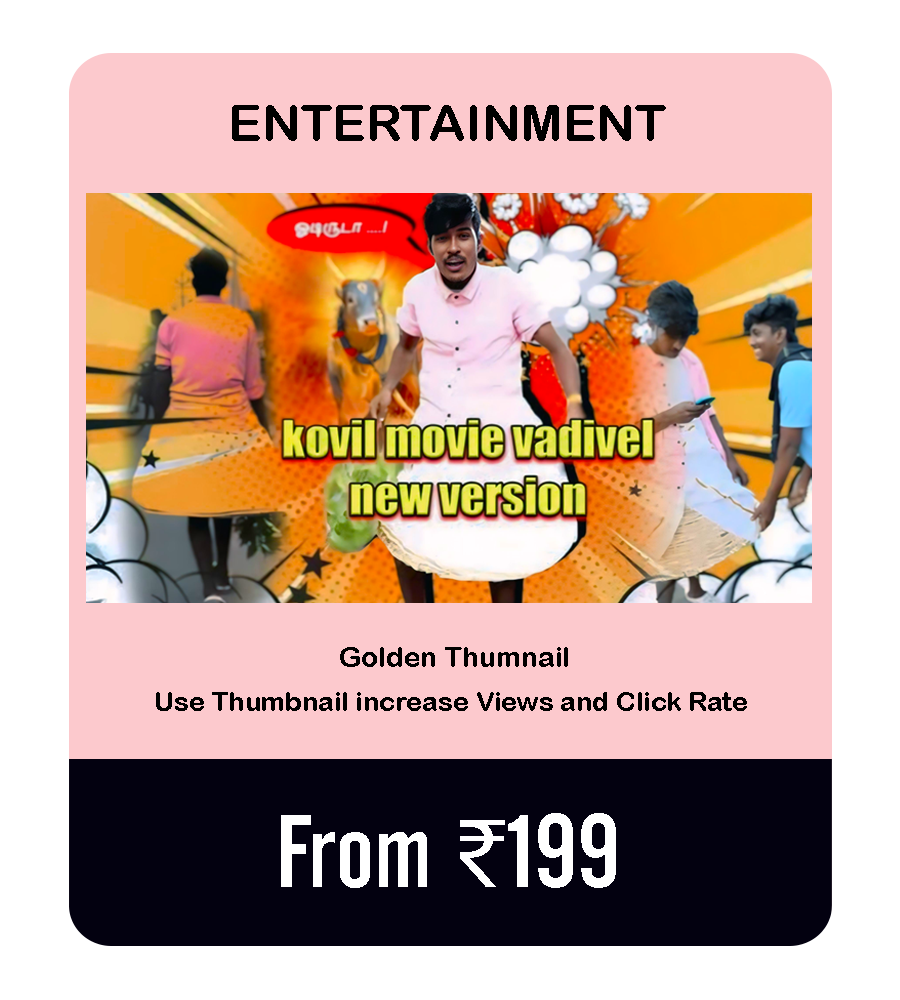 ENTERTAINMENT
ஓடிருடா ....!
kovil movie vadivel
new version
Golden Thumnail
Use Thumbnail increase Views and Click Rate
From ₹199